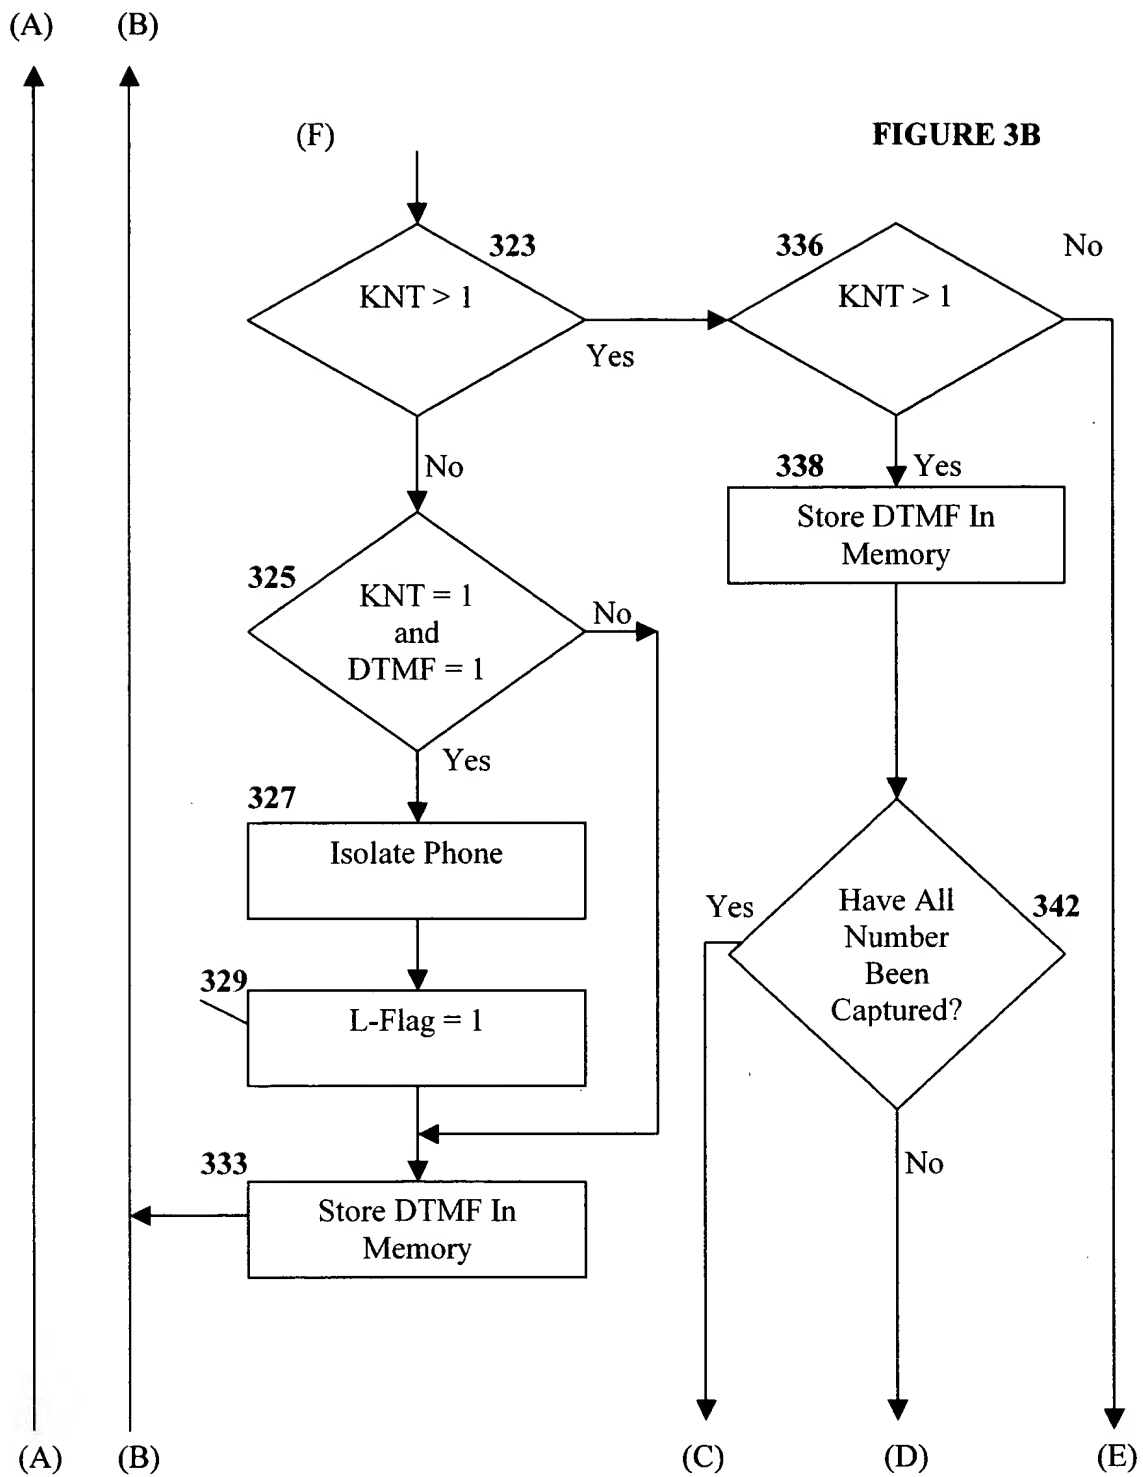 (A)
(B)
(F)
FIGURE 3B
323
336
No
KNT > 1
KNT > 1
Yes
No
338
Yes
Store DTMF In
Memory
325
KNT = 1
and
DTMF = 1
No
Yes
327
Isolate Phone
Yes
Have All
Number
Been
Captured?
342
329
L-Flag = 1
333
No
Store DTMF In
Memory
(A)
(B)
(C)
(D)
(E)